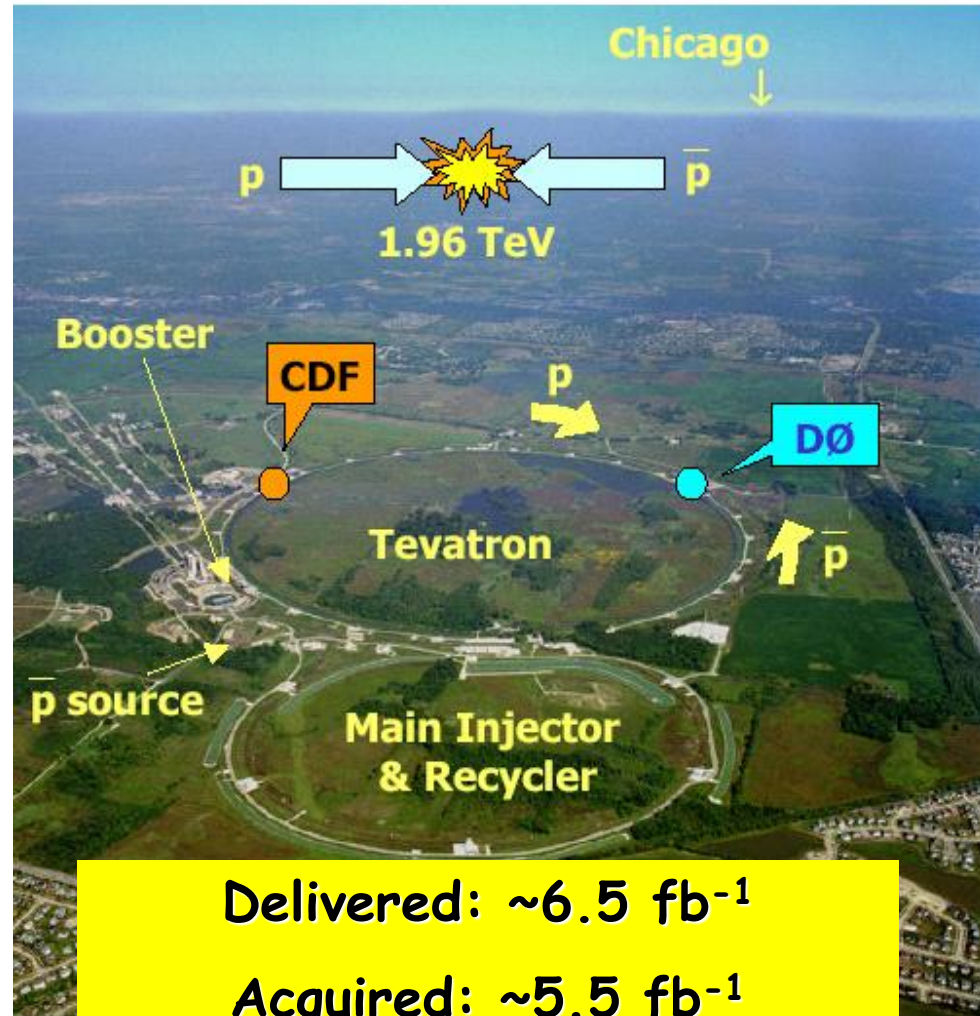 Chicago
↓
p
p̅
1.96 TeV
Booster
CDF
p
DØ
Tevatron
p̅
p̅ source
Main Injector
& Recycler
Delivered: ~6.5 fb⁻¹
Acquired: ~5.5 fb⁻¹